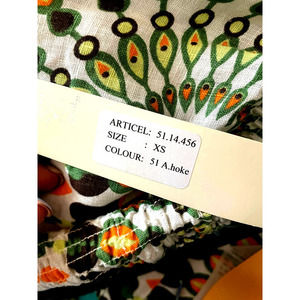 ARTICEL: 51.14.456
SIZE : XS
COLOUR: 51 A.hoke